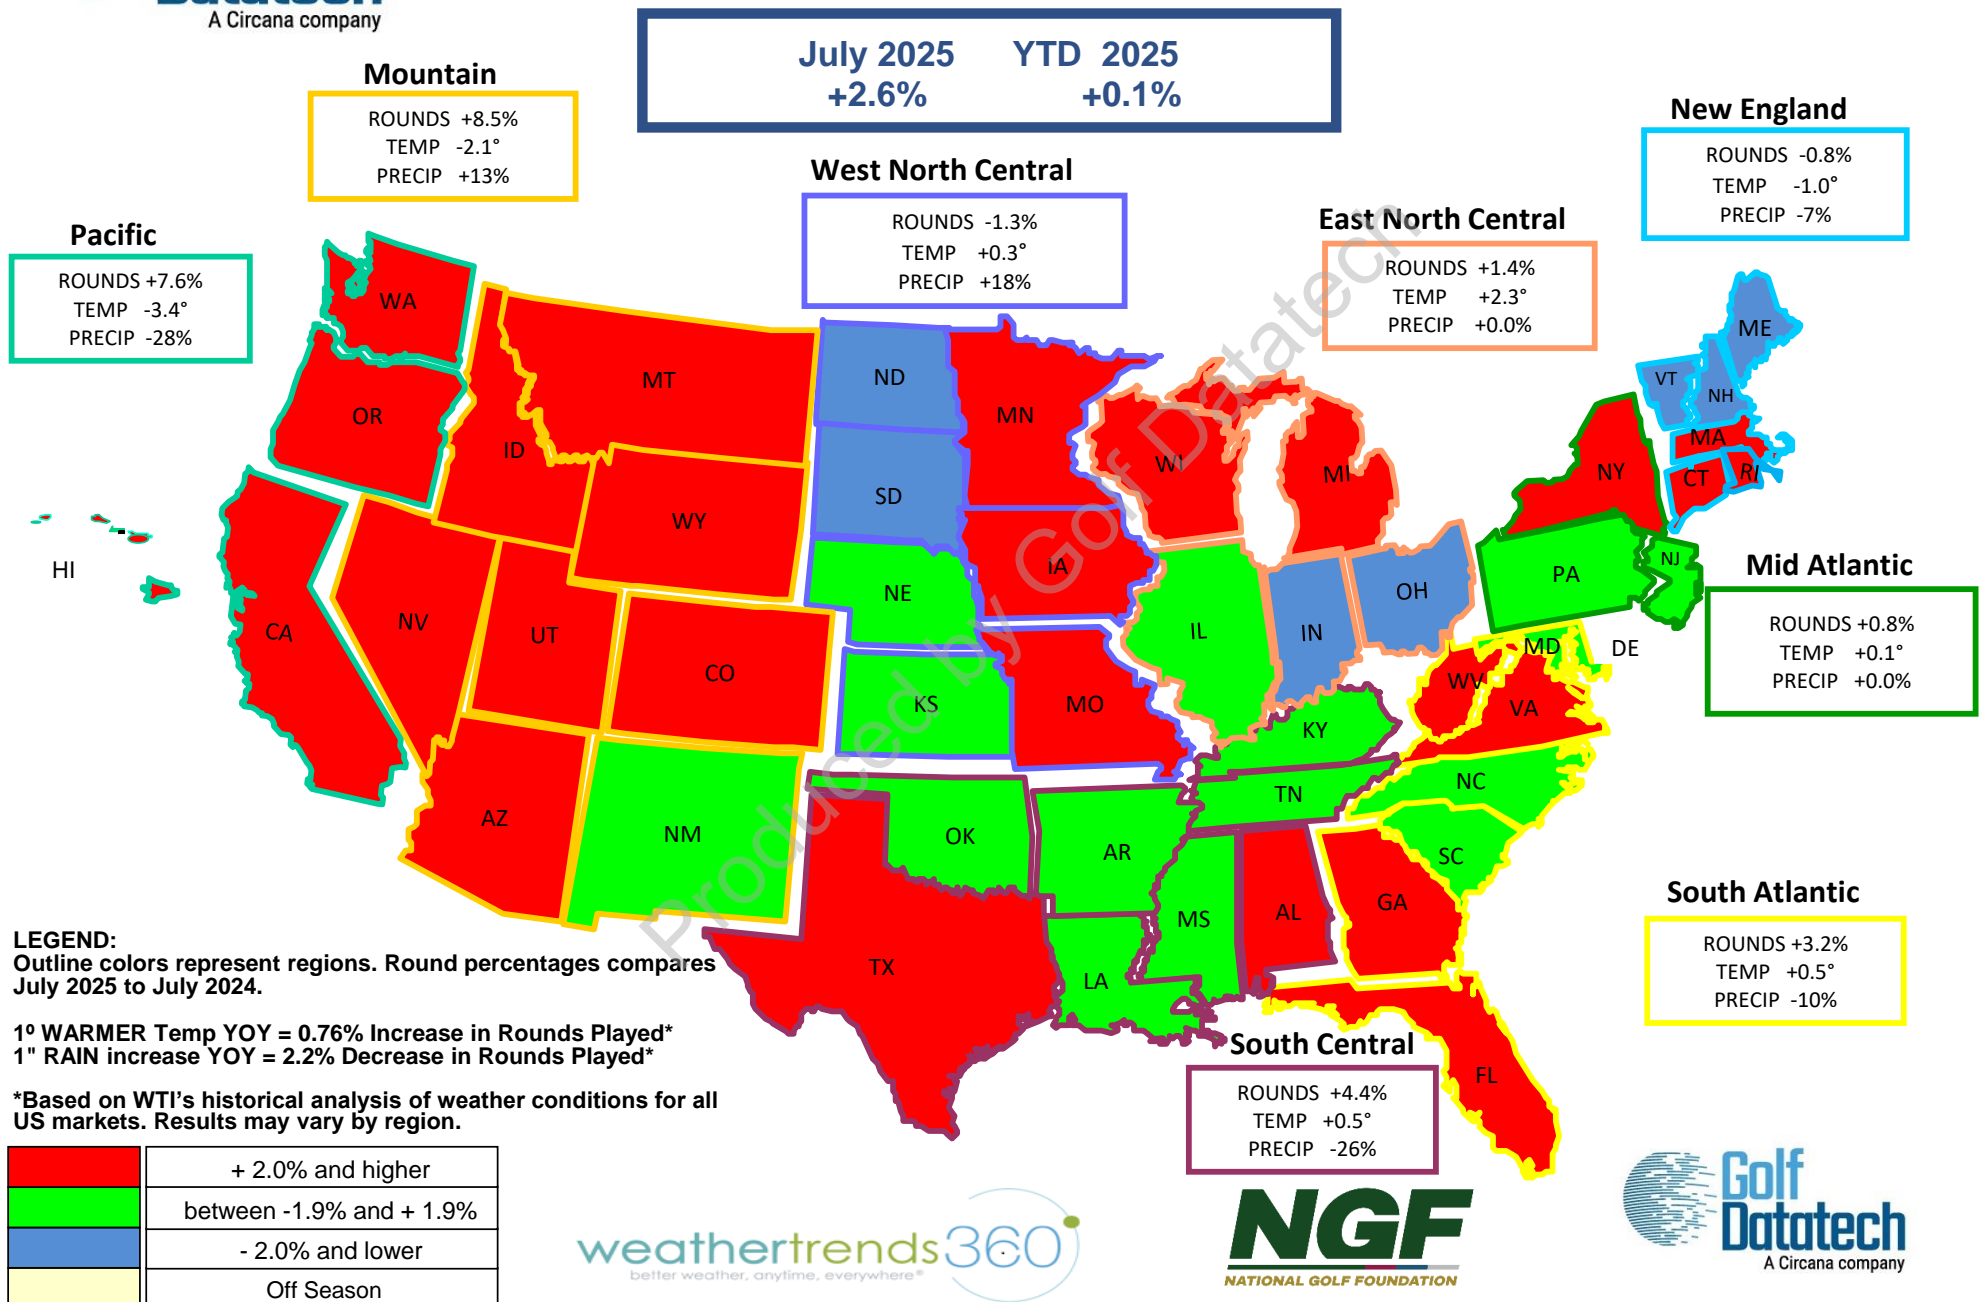 Datatech
A Circana company
July 2025 YTD 2025
+2.6% +0.1%
Mountain
ROUNDS +8.5%
TEMP -2.1°
PRECIP +13%
New England
ROUNDS -0.8%
TEMP -1.0°
PRECIP -7%
West North Central
ROUNDS -1.3%
TEMP +0.3°
PRECIP +18%
East North Central
ROUNDS +1.4%
TEMP +2.3°
PRECIP +0.0%
Pacific
ROUNDS +7.6%
TEMP -3.4°
PRECIP -28%
WA
OR
CA
HI
MT
ID
WY
NV
UT
CO
AZ
NM
ND
SD
NE
KS
MN
IA
MO
WI
MI
IL
IN
OH
ME
VT
NH
MA
CT
RI
NY
PA
NJ
MD
DE
WV
VA
NC
SC
GA
FL
KY
TN
MS
AL
OK
AR
LA
TX
Produced by Golf Datatech
Mid Atlantic
ROUNDS +0.8%
TEMP +0.1°
PRECIP +0.0%
South Atlantic
ROUNDS +3.2%
TEMP +0.5°
PRECIP -10%
South Central
ROUNDS +4.4%
TEMP +0.5°
PRECIP -26%
LEGEND:
Outline colors represent regions. Round percentages compares
July 2025 to July 2024.
1º WARMER Temp YOY = 0.76% Increase in Rounds Played*
1" RAIN increase YOY = 2.2% Decrease in Rounds Played*
*Based on WTI’s historical analysis of weather conditions for all
US markets. Results may vary by region.
+ 2.0% and higher
between -1.9% and + 1.9%
- 2.0% and lower
Off Season
weathertrends360
better weather, anytime, everywhere®
NGF
NATIONAL GOLF FOUNDATION
Golf
Datatech
A Circana company